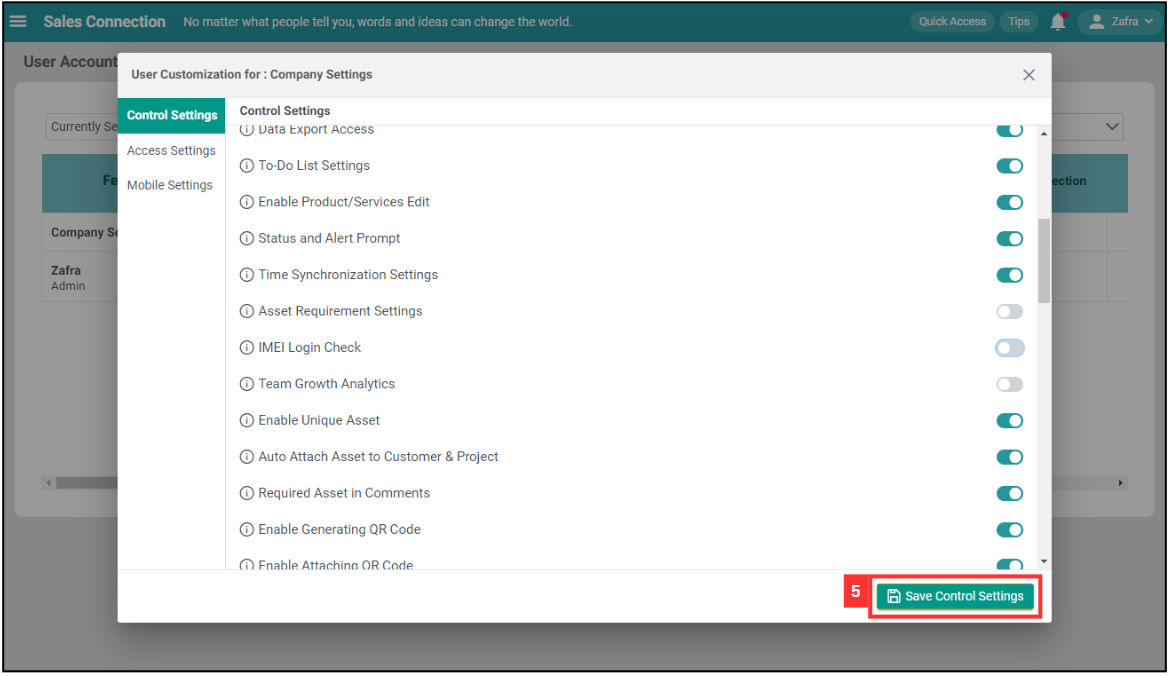 Sales Connection No matter what people tell you, words and ideas can change the world. Quick Access Tips Zafra
User Account
User Customization for : Company Settings
Control Settings
Access Settings
Mobile Settings
Control Settings
Data Export Access
To-Do List Settings
Enable Product/Services Edit
Status and Alert Prompt
Time Synchronization Settings
Asset Requirement Settings
IMEI Login Check
Team Growth Analytics
Enable Unique Asset
Auto Attach Asset to Customer & Project
Required Asset in Comments
Enable Generating QR Code
Enable Attaching QR Code
5 Save Control Settings
Currently Se
Fe
ection
Company Se
Zafra
Admin